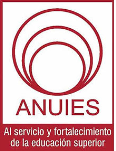 ANUIES
Al servicio y fortalecimiento
de la educación superior